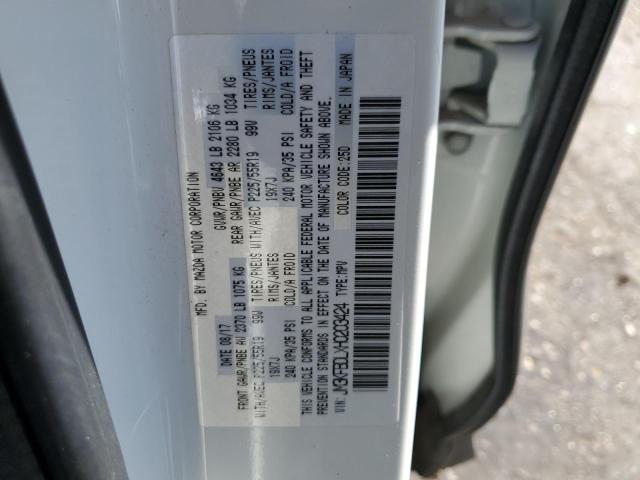 MFD. BY MAZDA MOTOR CORPORATION
DATE 08/17 GVWR/PNBV 4643 LB 2106 KG
FRONT GAWR/PNBE AV 2370 LB 1075 KG REAR GAWR/PNBE AR 2280 LB 1034 KG
WITH/AVEC P225/55R19 99V TIRES/PNEUS WITH/AVEC P225/55R19 99V TIRES/PNEUS
19X7J RIMS/JANTES 19X7J RIMS/JANTES
240 KPA/35 PSI COLD/A FROID 240 KPA/35 PSI COLD/A FROID
THIS VEHICLE CONFORMS TO ALL APPLICABLE FEDERAL MOTOR VEHICLE SAFETY AND THEFT
PREVENTION STANDARDS IN EFFECT ON THE DATE OF MANUFACTURE SHOWN ABOVE.
VIN: JM3KFBDL TYPE:MPV COLOR CODE:25D MADE IN JAPAN